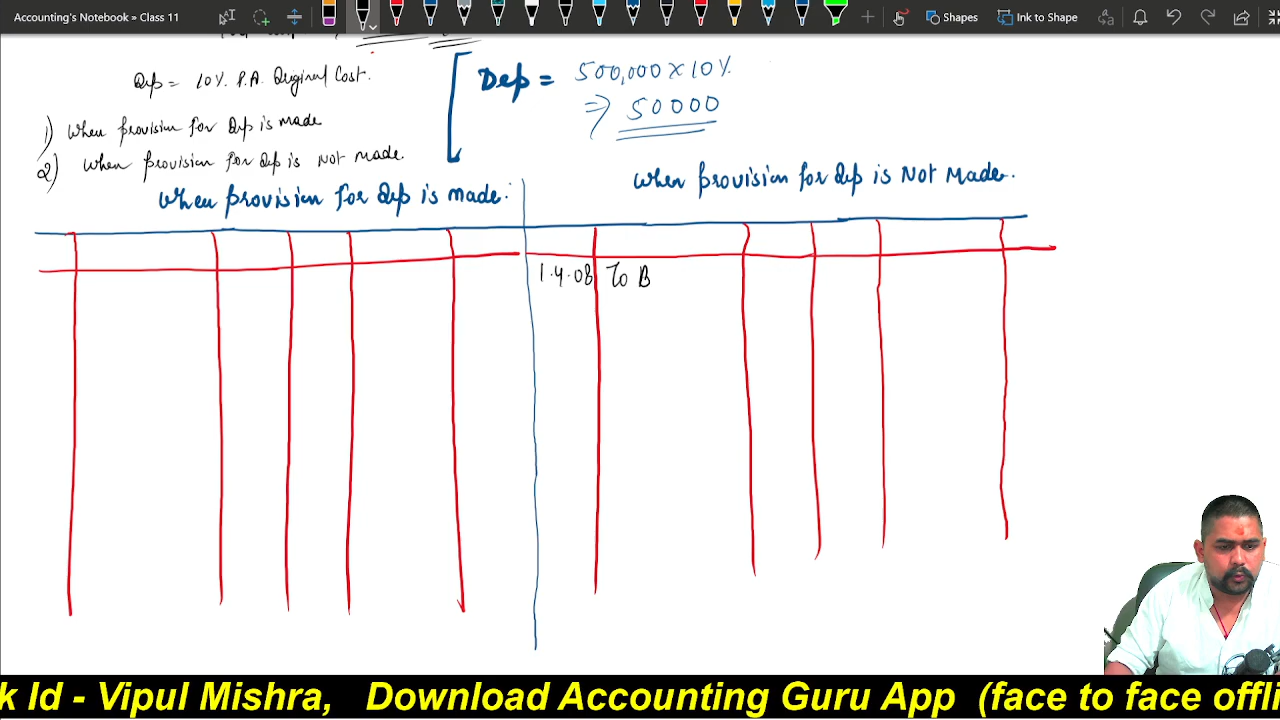 Accounting's Notebook » Class 11
Shapes
Ink to Shape
Dep = 10% P.A. Original Cost.
1) When provision for Dep is made
2) When provision for Dep is Not made.
Dep = 500,000 x 10%
⇒ 50000
When provision for Dep is made.
When provision for Dep is Not Made.
1.4.08 To B
k Id - Vipul Mishra, Download Accounting Guru App (face to face offli